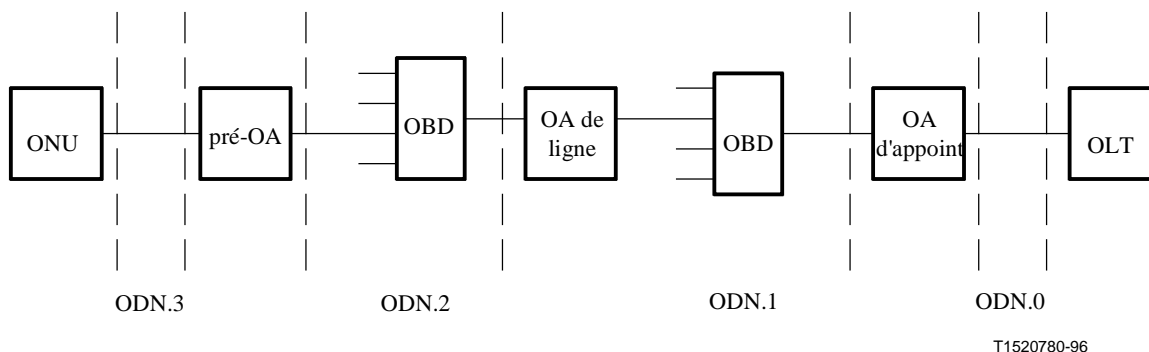 ONU
pré-OA
OBD
OA de
ligne
OBD
OA
d'appoint
OLT
ODN.3
ODN.2
ODN.1
ODN.0
T1520780-96